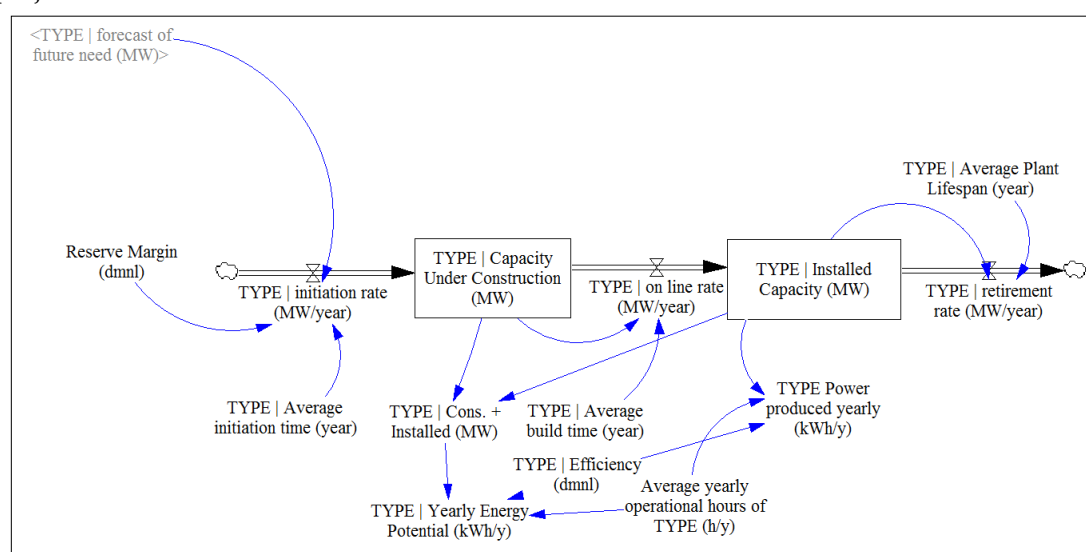 <TYPE | forecast of
future need (MW)>
TYPE | Average Plant
Lifespan (year)
Reserve Margin
(dmnl)
TYPE | Capacity
Under Construction
(MW)
TYPE | Installed
Capacity (MW)
TYPE | initiation rate
(MW/year)
TYPE | on line rate
(MW/year)
TYPE | retirement
rate (MW/year)
TYPE | Average
initiation time (year)
TYPE | Cons. +
Installed (MW)
TYPE | Average
build time (year)
TYPE Power
produced yearly
(kWh/y)
TYPE | Efficiency
(dmnl)
Average yearly
operational hours of
TYPE (h/y)
TYPE | Yearly Energy
Potential (kWh/y)